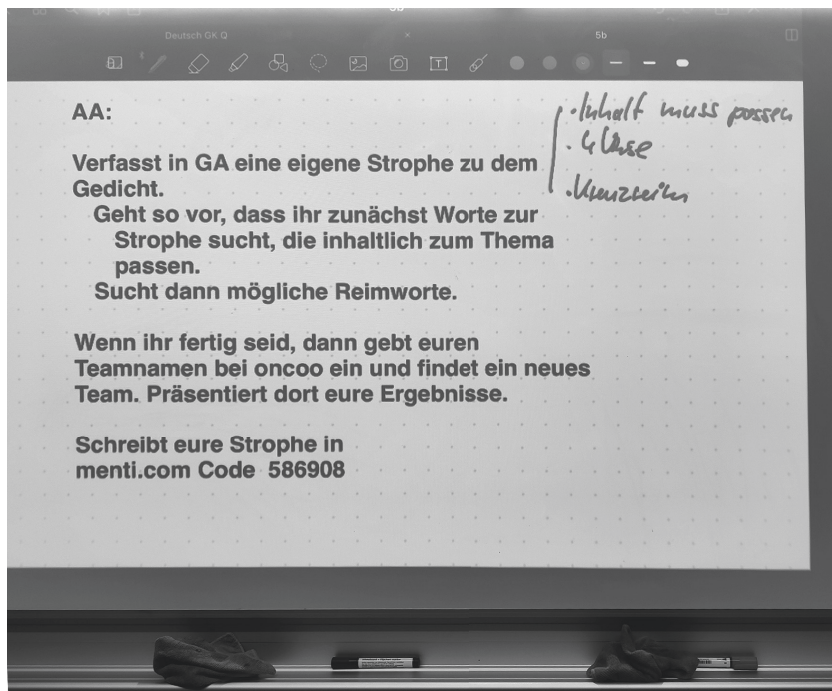 Deutsch GK Q
5b
AA:
Verfasst in GA eine eigene Strophe zu dem
Gedicht.
Geht so vor, dass ihr zunächst Worte zur
Strophe sucht, die inhaltlich zum Thema
passen.
Sucht dann mögliche Reimworte.
Wenn ihr fertig seid, dann gebt euren
Teamnamen bei oncoo ein und findet ein neues
Team. Präsentiert dort eure Ergebnisse.
Schreibt eure Strophe in
menti.com Code 586908
· Inhalt muss passen
· 4 Verse
· Kreuzreim